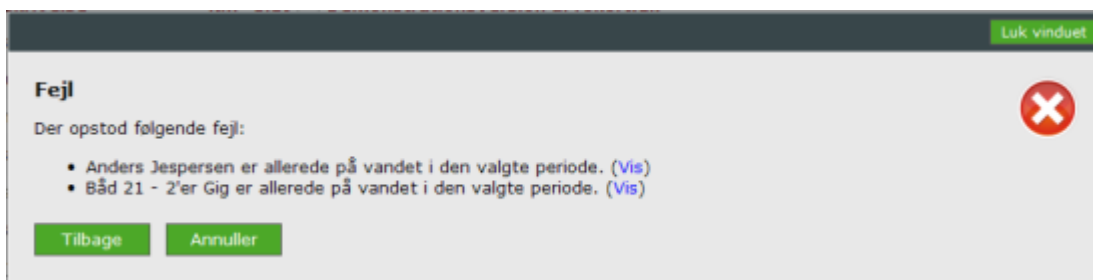 Luk vinduet
Fejl
Der opstod følgende fejl:
• Anders Jespersen er allerede på vandet i den valgte periode. (Vis)
• Båd 21 - 2'er Gig er allerede på vandet i den valgte periode. (Vis)
Tilbage Annuller